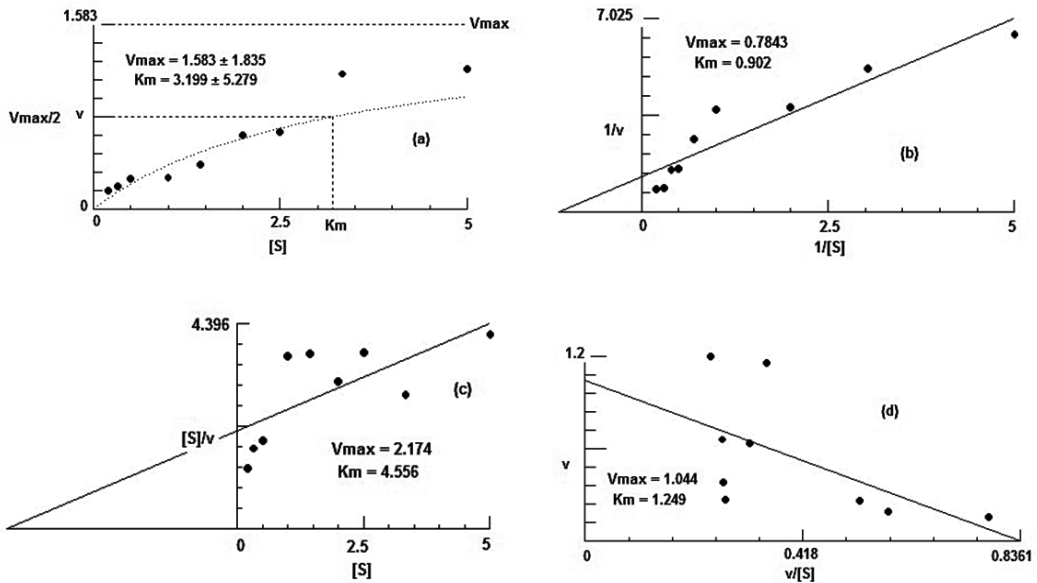 1.583
Vmax
Vmax = 1.583 ± 1.835
Km = 3.199 ± 5.279
Vmax/2
v
(a)
0
0
2.5
Km
5
[S]
7.025
Vmax = 0.7843
Km = 0.902
1/v
(b)
0
2.5
5
1/[S]
4.396
[S]/v
(c)
Vmax = 2.174
Km = 4.556
0
2.5
5
[S]
1.2
(d)
v
Vmax = 1.044
Km = 1.249
0
0.418
0.8361
v/[S]